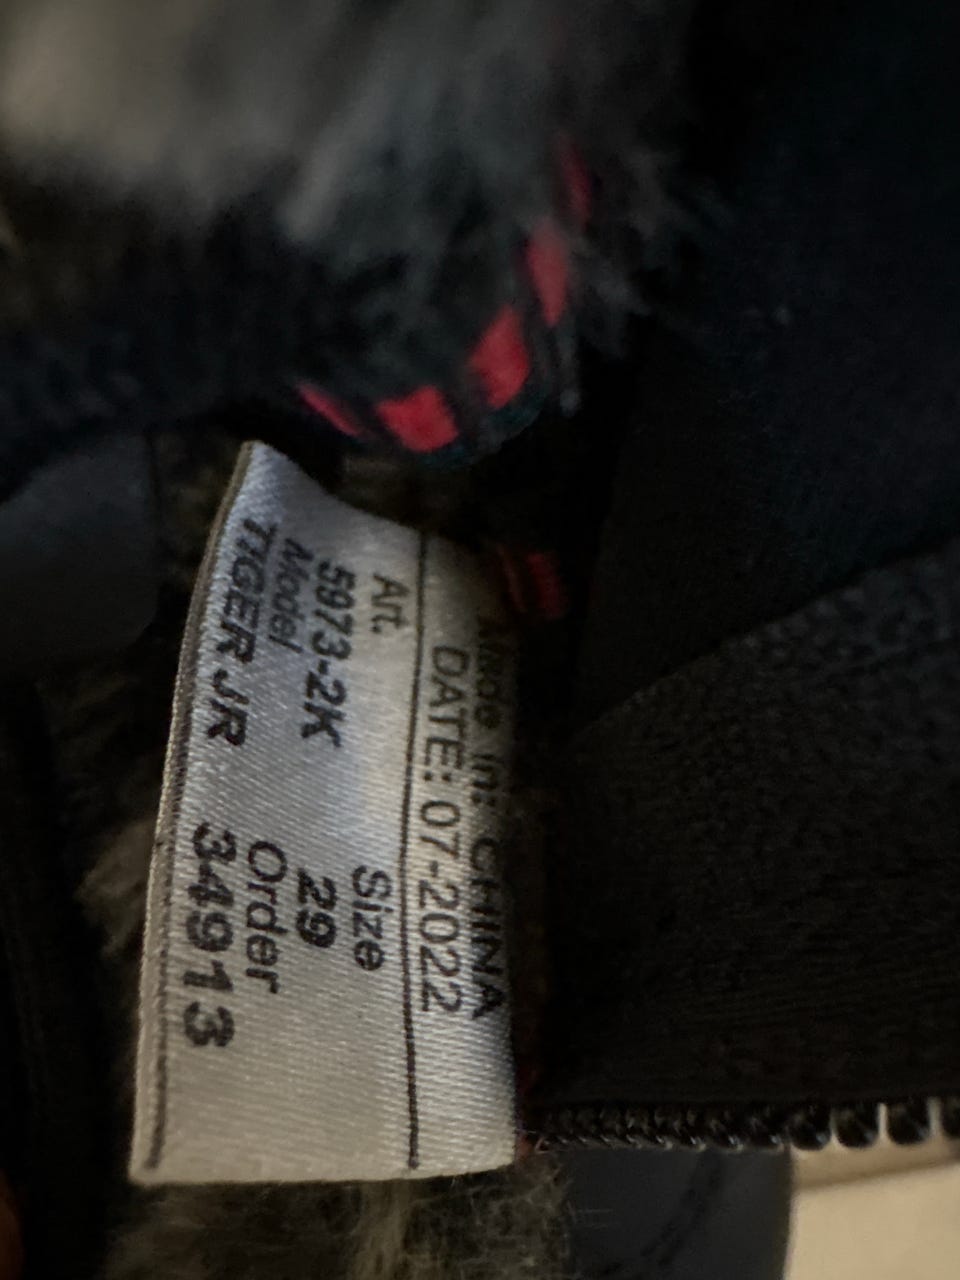 Made in: CHINA
DATE: 07-2022
Art. Size
5973-2K 29
Model Order
TIGER JR 34913